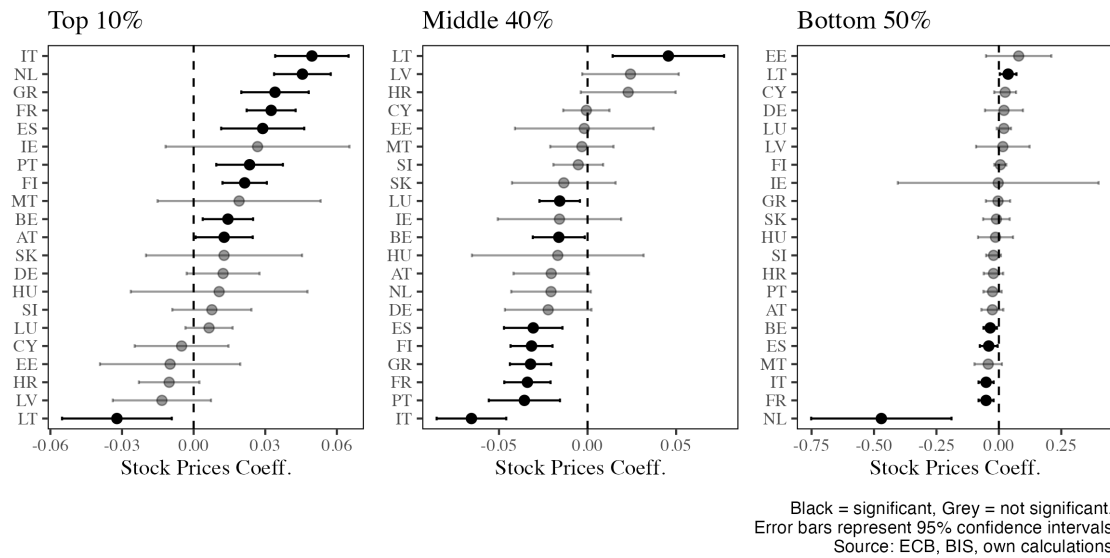 Top 10%
IT
NL
GR
FR
ES
IE
PT
FI
MT
BE
AT
SK
DE
HU
SI
LU
CY
EE
HR
LV
LT
-0.06 -0.03 0.00 0.03 0.06
Stock Prices Coeff.
Middle 40%
LT
LV
HR
CY
EE
MT
SI
SK
LU
IE
BE
HU
AT
NL
DE
ES
FI
GR
FR
PT
IT
-0.05 0.00 0.05
Stock Prices Coeff.
Bottom 50%
EE
LT
CY
DE
LU
LV
FI
IE
GR
SK
HU
SI
HR
PT
AT
BE
ES
MT
IT
FR
NL
-0.75 -0.50 -0.25 0.00 0.25
Stock Prices Coeff.
Black = significant, Grey = not significant.
Error bars represent 95% confidence intervals
Source: ECB, BIS, own calculations